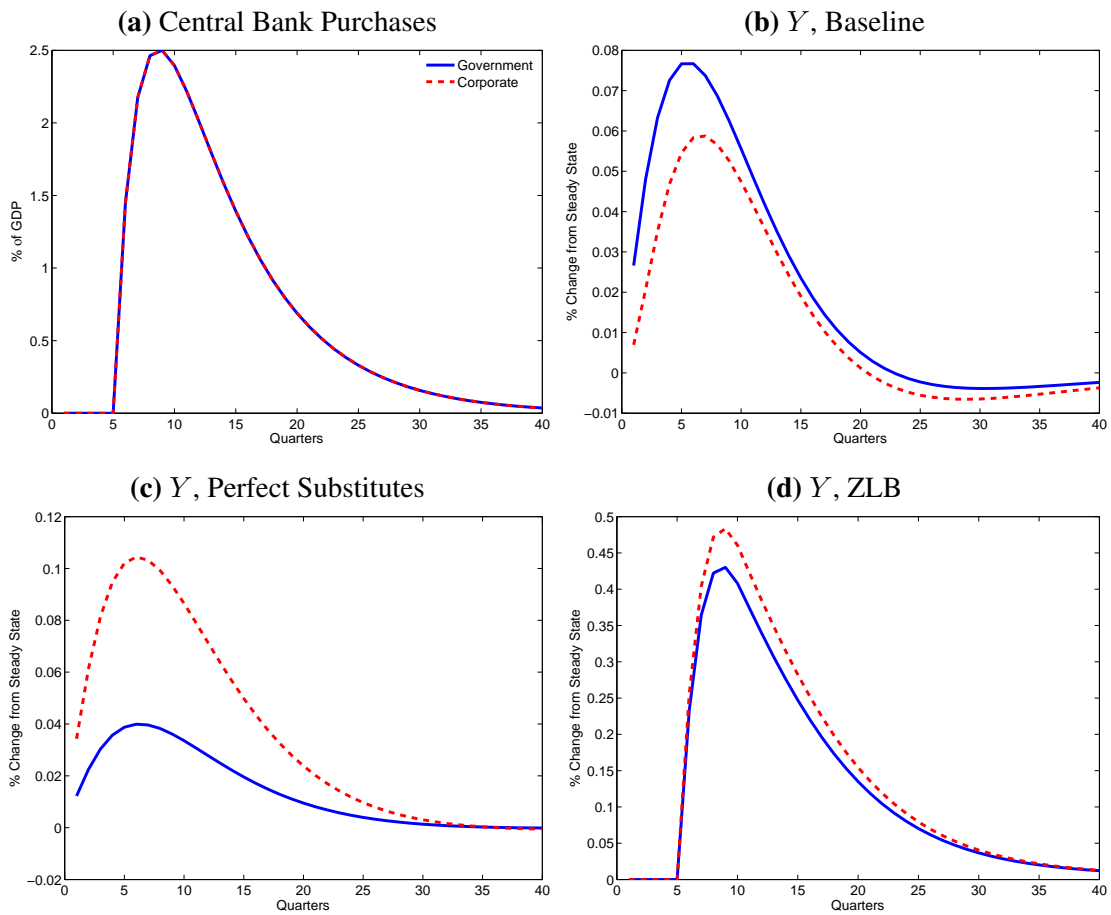 (a) Central Bank Purchases
2.5
2
1.5
1
0.5
0
0 5 10 15 20 25 30 35 40
% of GDP
Quarters
Government
Corporate
(b) Y, Baseline
0.08
0.07
0.06
0.05
0.04
0.03
0.02
0.01
0
−0.01
0 5 10 15 20 25 30 35 40
% Change from Steady State
Quarters
(c) Y, Perfect Substitutes
0.12
0.1
0.08
0.06
0.04
0.02
0
−0.02
0 5 10 15 20 25 30 35 40
% Change from Steady State
Quarters
(d) Y, ZLB
0.5
0.45
0.4
0.35
0.3
0.25
0.2
0.15
0.1
0.05
0
0 5 10 15 20 25 30 35 40
% Change from Steady State
Quarters